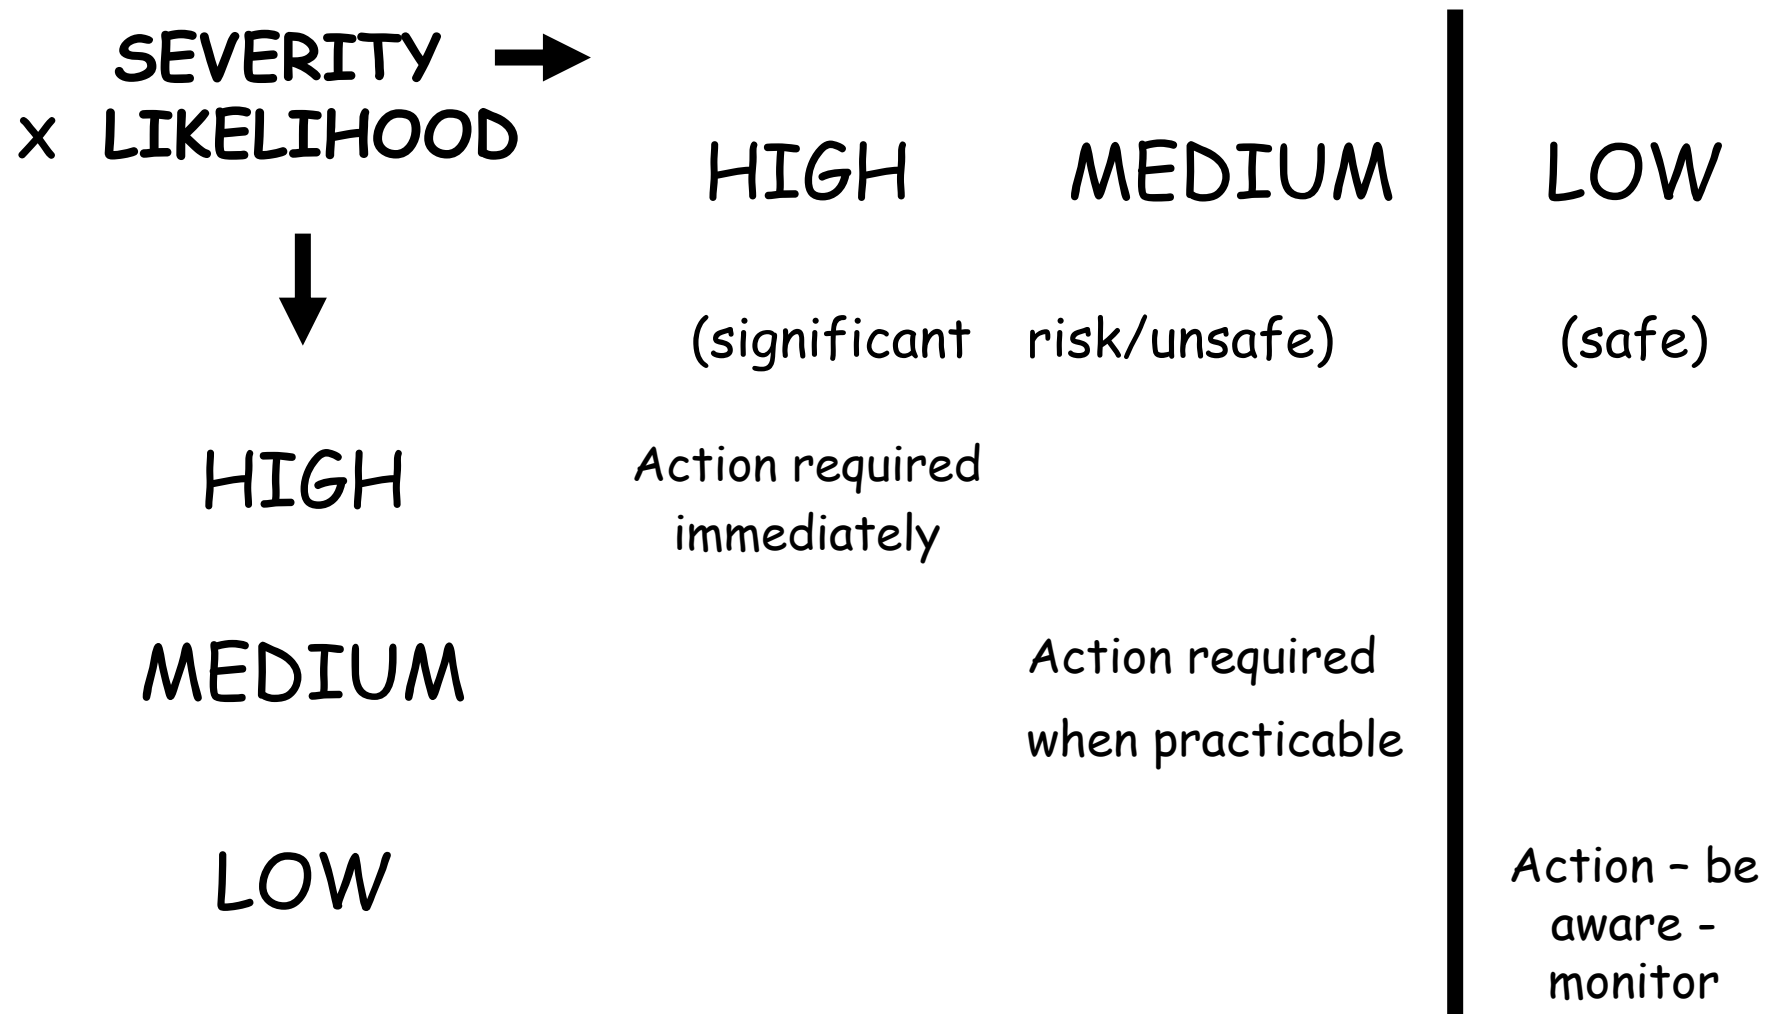 SEVERITY
x LIKELIHOOD
HIGH MEDIUM LOW
(significant risk/unsafe) (safe)
HIGH
Action required
immediately
MEDIUM
Action required
when practicable
LOW
Action – be
aware -
monitor